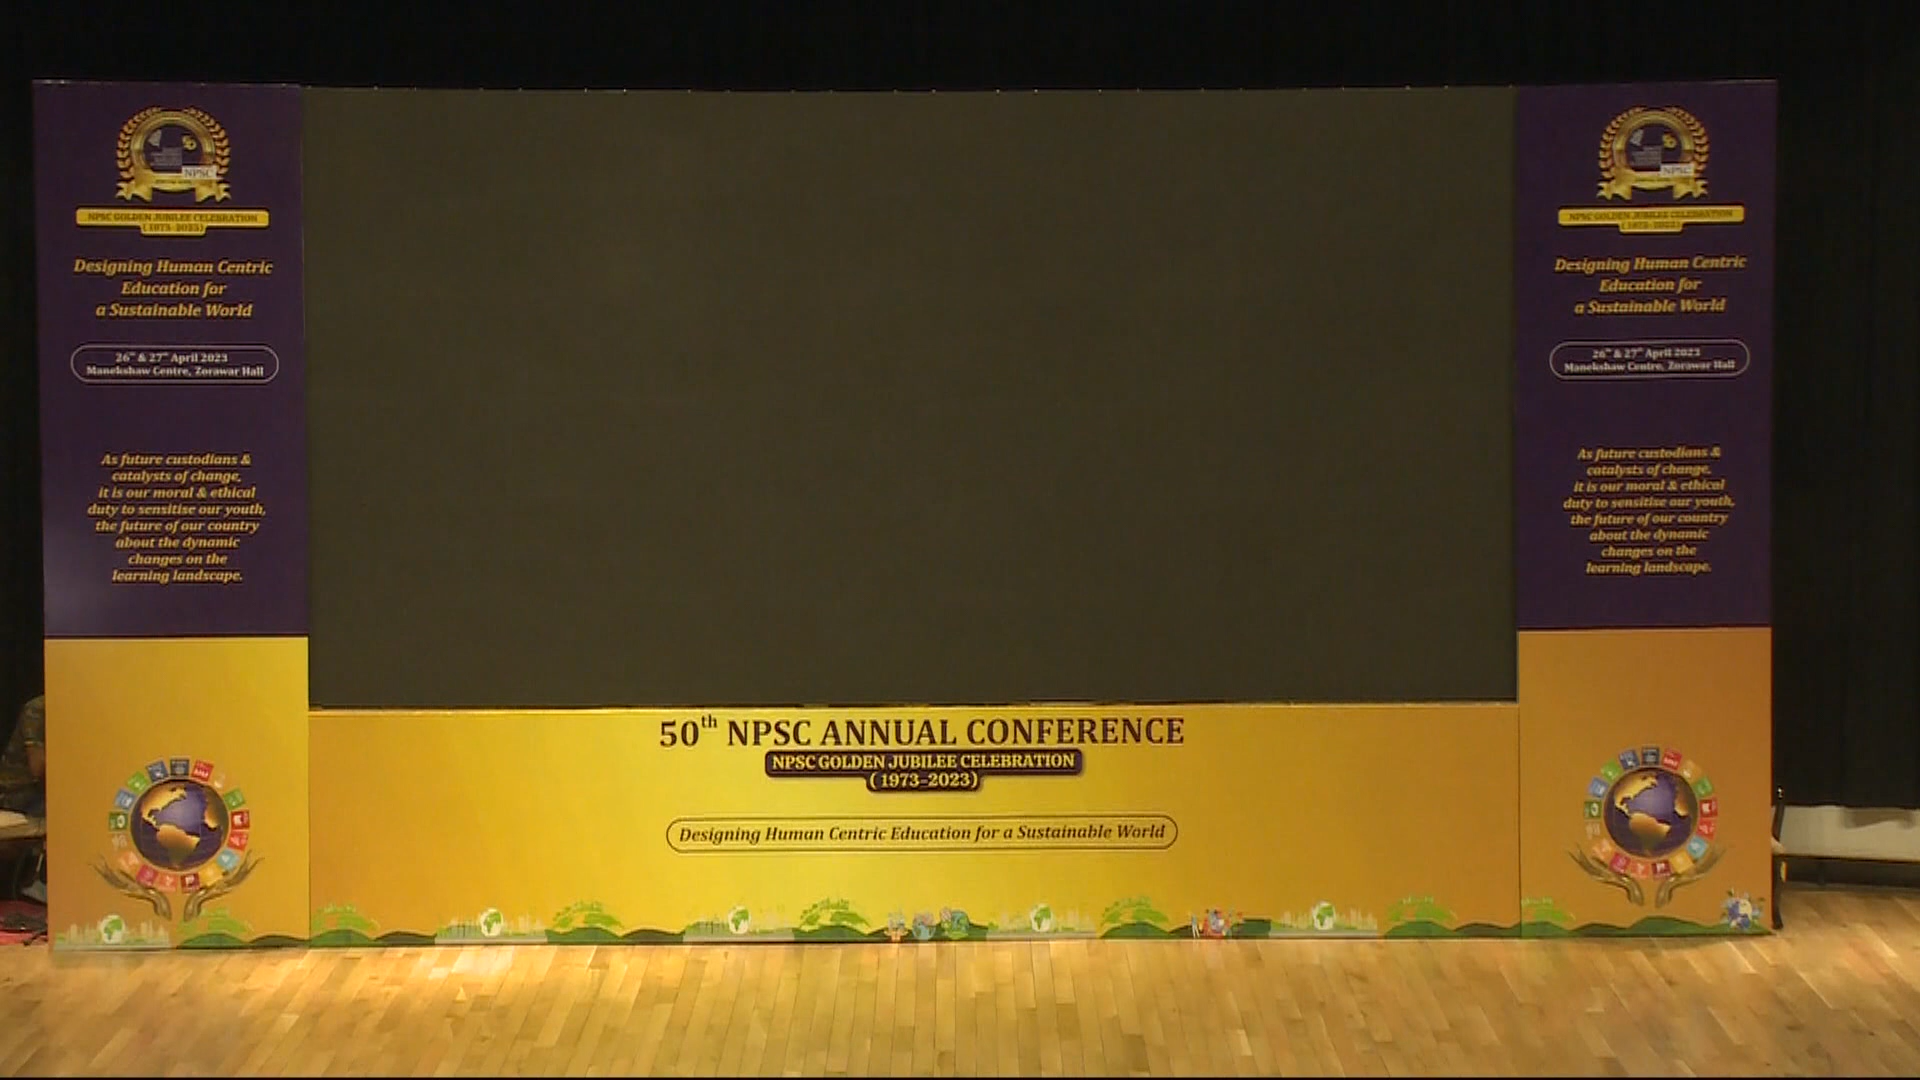 NPSC
NPSC GOLDEN JUBILEE CELEBRATION
(1973-2023)
Designing Human Centric
Education for
a Sustainable World
26th & 27th April 2023
Manekshaw Centre, Zorawar Hall
As future custodians &
catalysts of change,
it is our moral & ethical
duty to sensitise our youth,
the future of our country
about the dynamic
changes on the
learning landscape.
50th NPSC ANNUAL CONFERENCE
NPSC GOLDEN JUBILEE CELEBRATION
(1973-2023)
Designing Human Centric Education for a Sustainable World
NPSC
NPSC GOLDEN JUBILEE CELEBRATION
(1973-2023)
Designing Human Centric
Education for
a Sustainable World
26th & 27th April 2023
Manekshaw Centre, Zorawar Hall
As future custodians &
catalysts of change,
it is our moral & ethical
duty to sensitise our youth,
the future of our country
about the dynamic
changes on the
learning landscape.